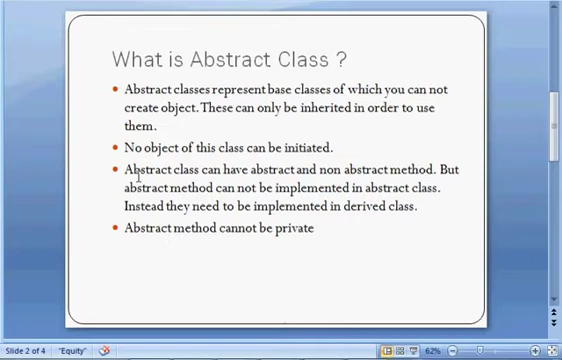 What is Abstract Class ?
Abstract classes represent base classes of which you can not
create object. These can only be inherited in order to use
them.
No object of this class can be initiated.
Abstract class can have abstract and non abstract method. But
abstract method can not be implemented in abstract class.
Instead they need to be implemented in derived class.
Abstract method cannot be private
Slide 2 of 4 "Equity" 62%